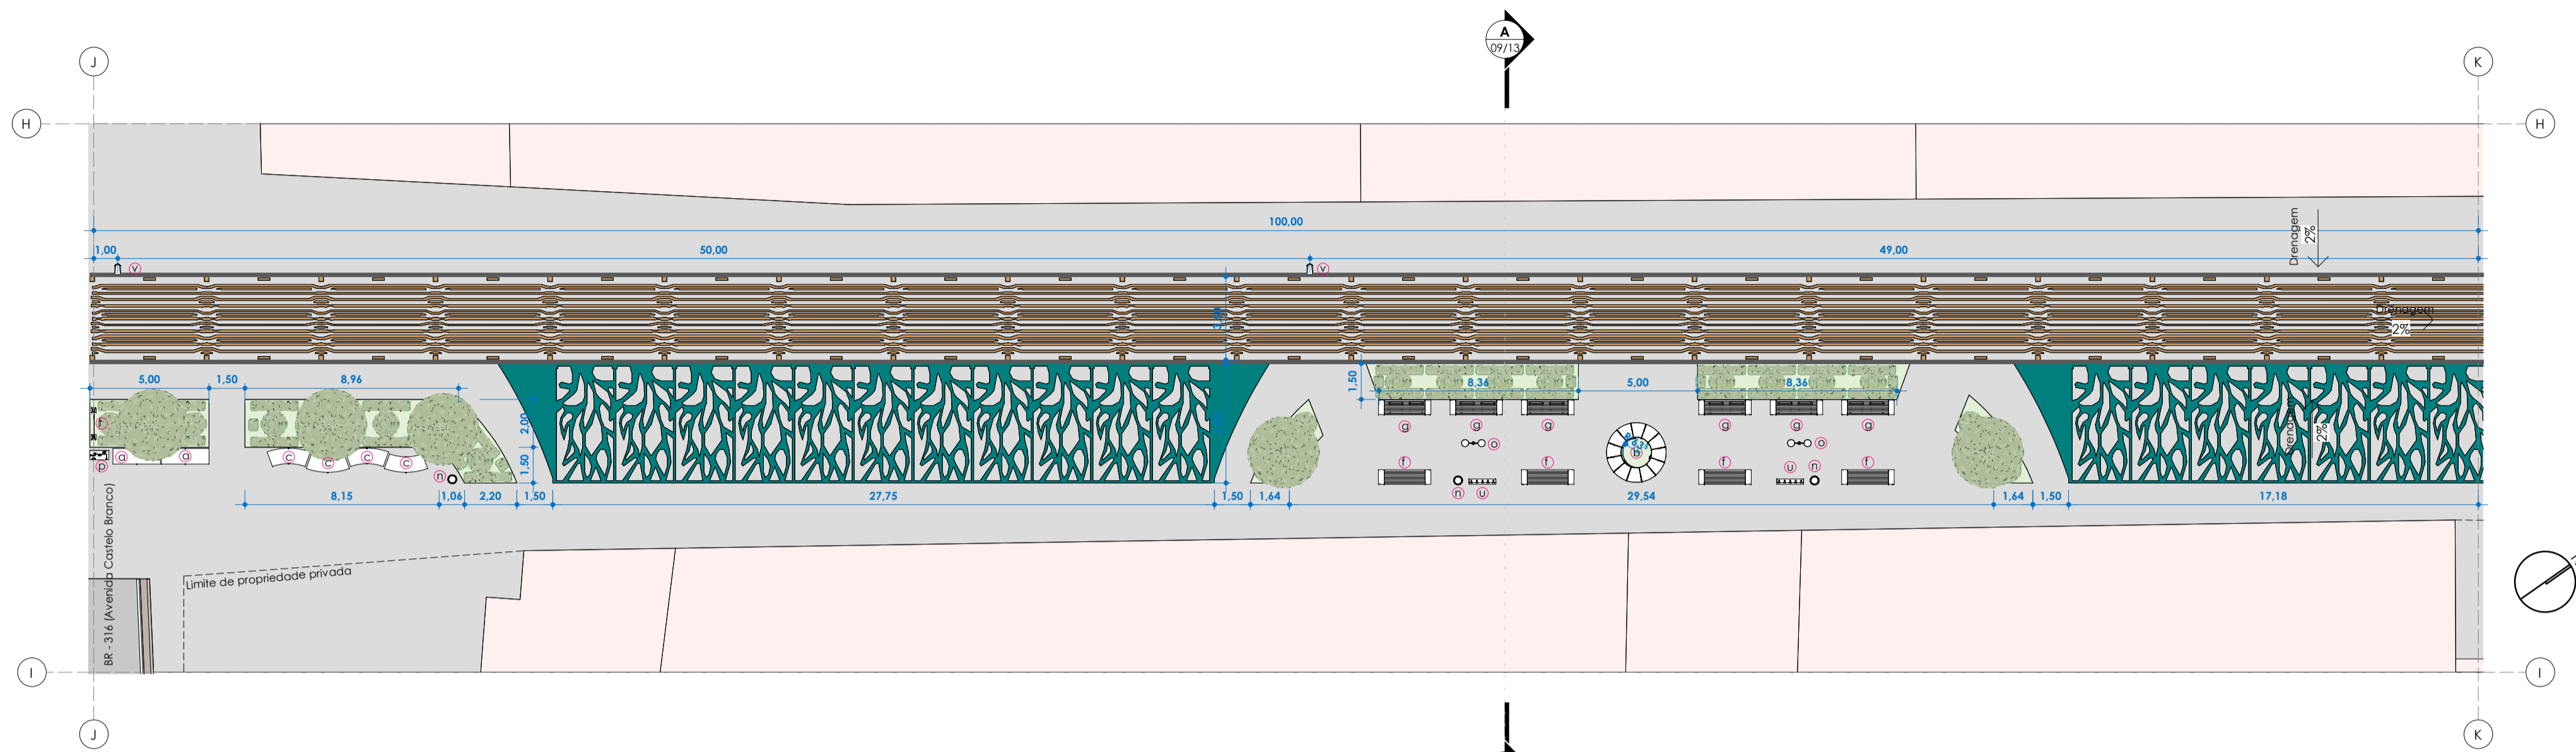 A
09/13
J
K
H
H
100,00
Drenagem
2%
1,00
50,00
49,00
v
v
Drenagem
2%
5,00
1,50
8,96
1,50
8,36
5,00
8,36
2,00
1,50
Drenagem
2%
f
p
a
a
c
c
c
c
n
g
g
g
g
g
g
o
o
f
f
b
f
f
n
u
u
n
8,15
1,06
2,20
1,50
27,75
1,50
1,64
29,54
1,64
1,50
17,18
Limite de propriedade privada
BR - 316 (Avenida Castelo Branco)
I
I
J
K